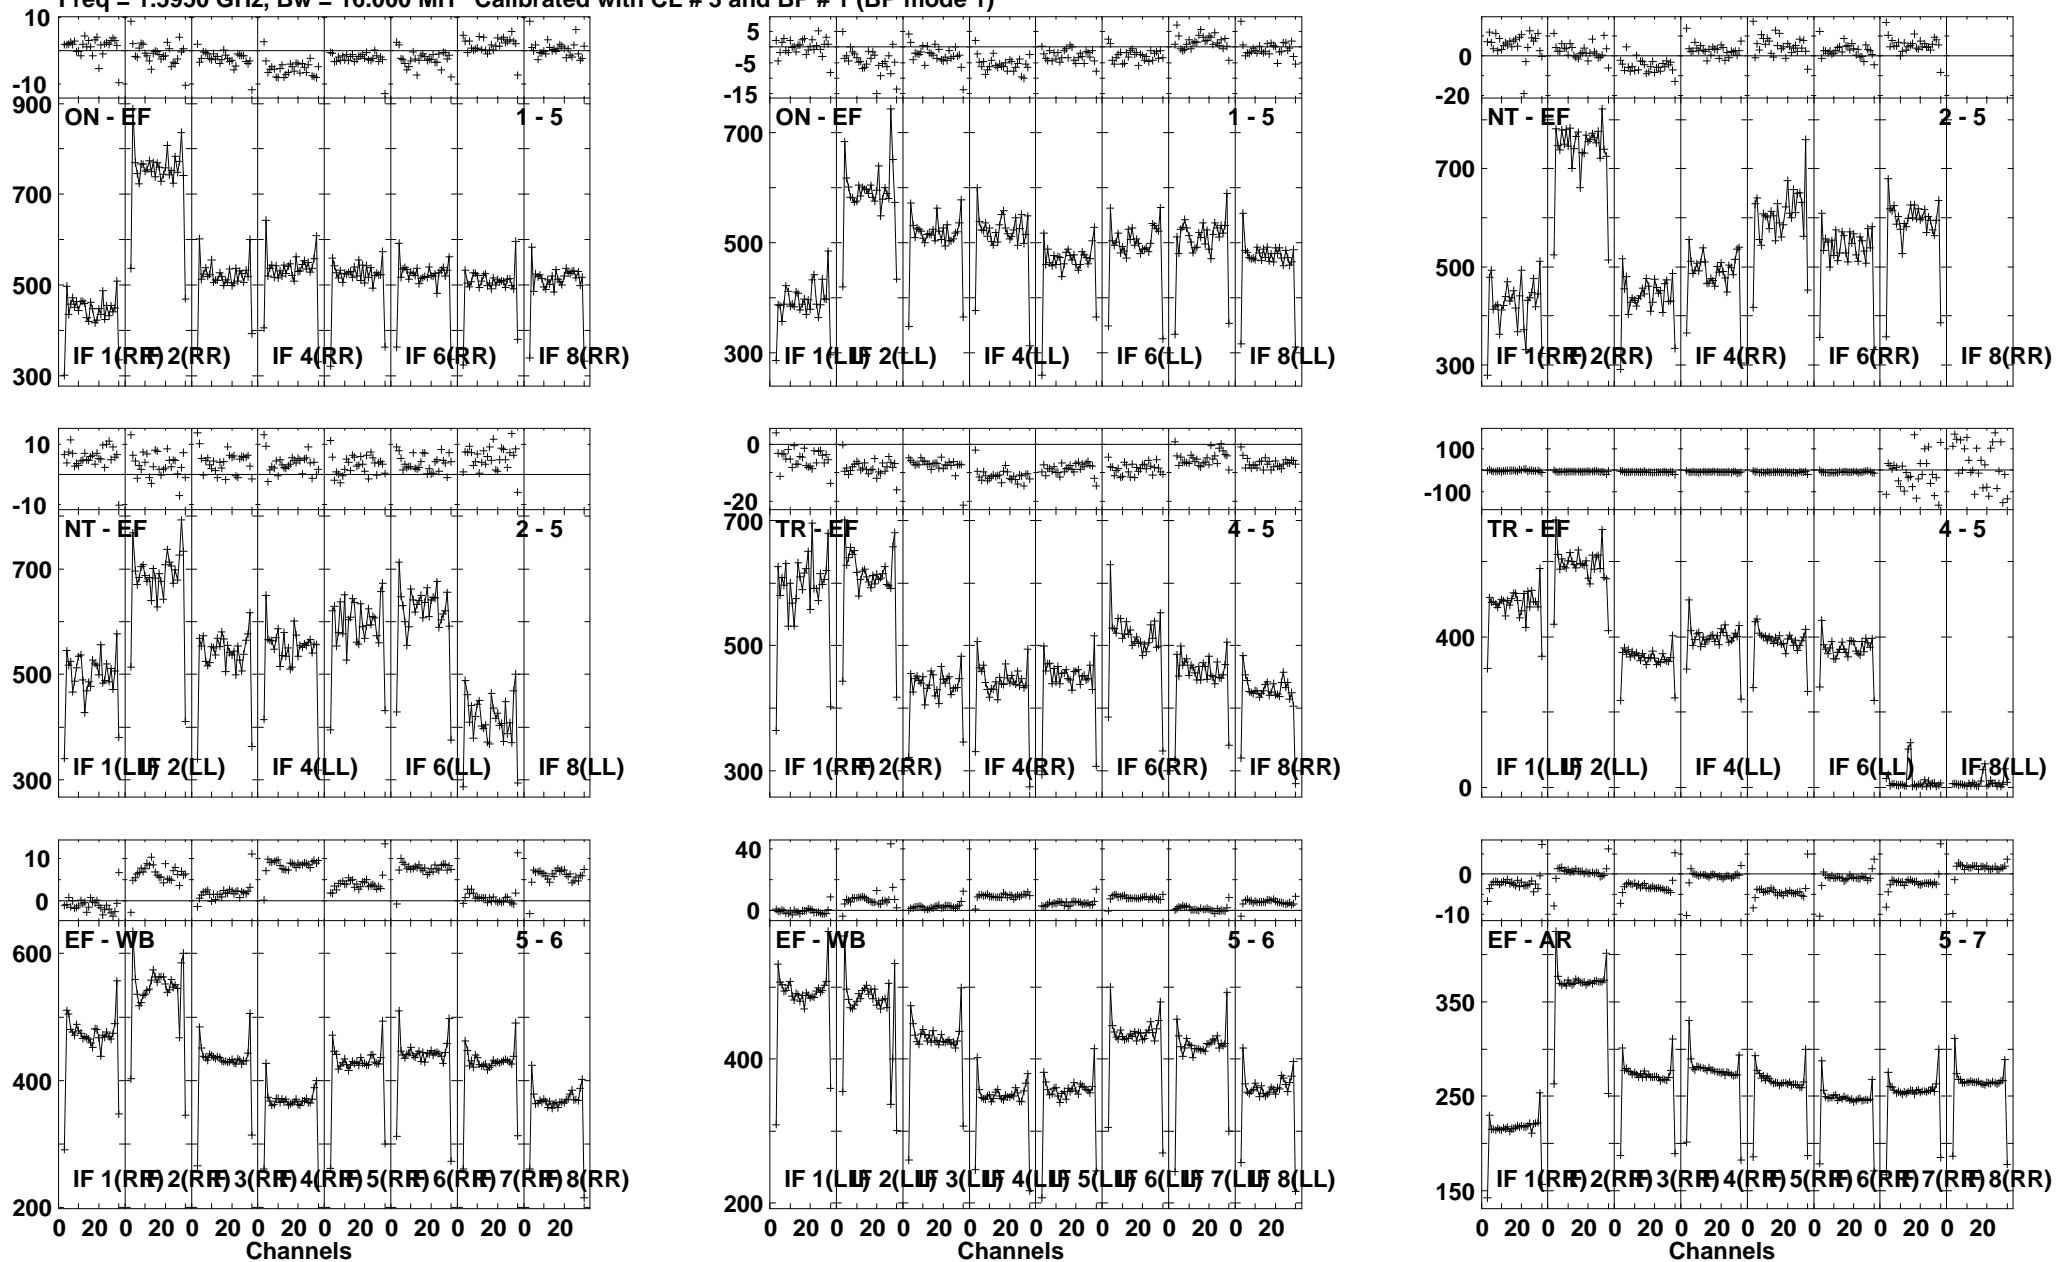 Freq = 1.5950 GHz, Bw = 16.000 MH Calibrated with CL # 3 and BP # 1 (BP mode 1)
10
-10
5
-5
-15
0
-20
900
700
500
300
ON - EF 1 - 5
IF 1(RR) IF 2(RR) IF 4(RR) IF 6(RR) IF 8(RR)
700
500
300
ON - EF 1 - 5
IF 1(LL) IF 2(LL) IF 4(LL) IF 6(LL) IF 8(LL)
700
500
300
NT - EF 2 - 5
IF 1(RR) IF 2(RR) IF 4(RR) IF 6(RR) IF 8(RR)
10
-10
0
-20
100
-100
700
500
300
NT - EF 2 - 5
IF 1(LL) IF 2(LL) IF 4(LL) IF 6(LL) IF 8(LL)
700
500
300
TR - EF 4 - 5
IF 1(RR) IF 2(RR) IF 4(RR) IF 6(RR) IF 8(RR)
400
0
TR - EF 4 - 5
IF 1(LL) IF 2(LL) IF 4(LL) IF 6(LL) IF 8(LL)
10
0
40
0
0
-10
600
400
200
EF - WB 5 - 6
IF 1(RR) IF 2(RR) IF 3(RR) IF 4(RR) IF 5(RR) IF 6(RR) IF 7(RR) IF 8(RR)
0 20 0 20 0 20 0 20 0 20 0 20 0 20 0 20
Channels
400
200
EF - WB 5 - 6
IF 1(LL) IF 2(LL) IF 3(LL) IF 4(LL) IF 5(LL) IF 6(LL) IF 7(LL) IF 8(LL)
0 20 0 20 0 20 0 20 0 20 0 20 0 20 0 20
Channels
350
250
150
EF - AR 5 - 7
IF 1(RR) IF 2(RR) IF 3(RR) IF 4(RR) IF 5(RR) IF 6(RR) IF 7(RR) IF 8(RR)
0 20 0 20 0 20 0 20 0 20 0 20 0 20 0 20
Channels